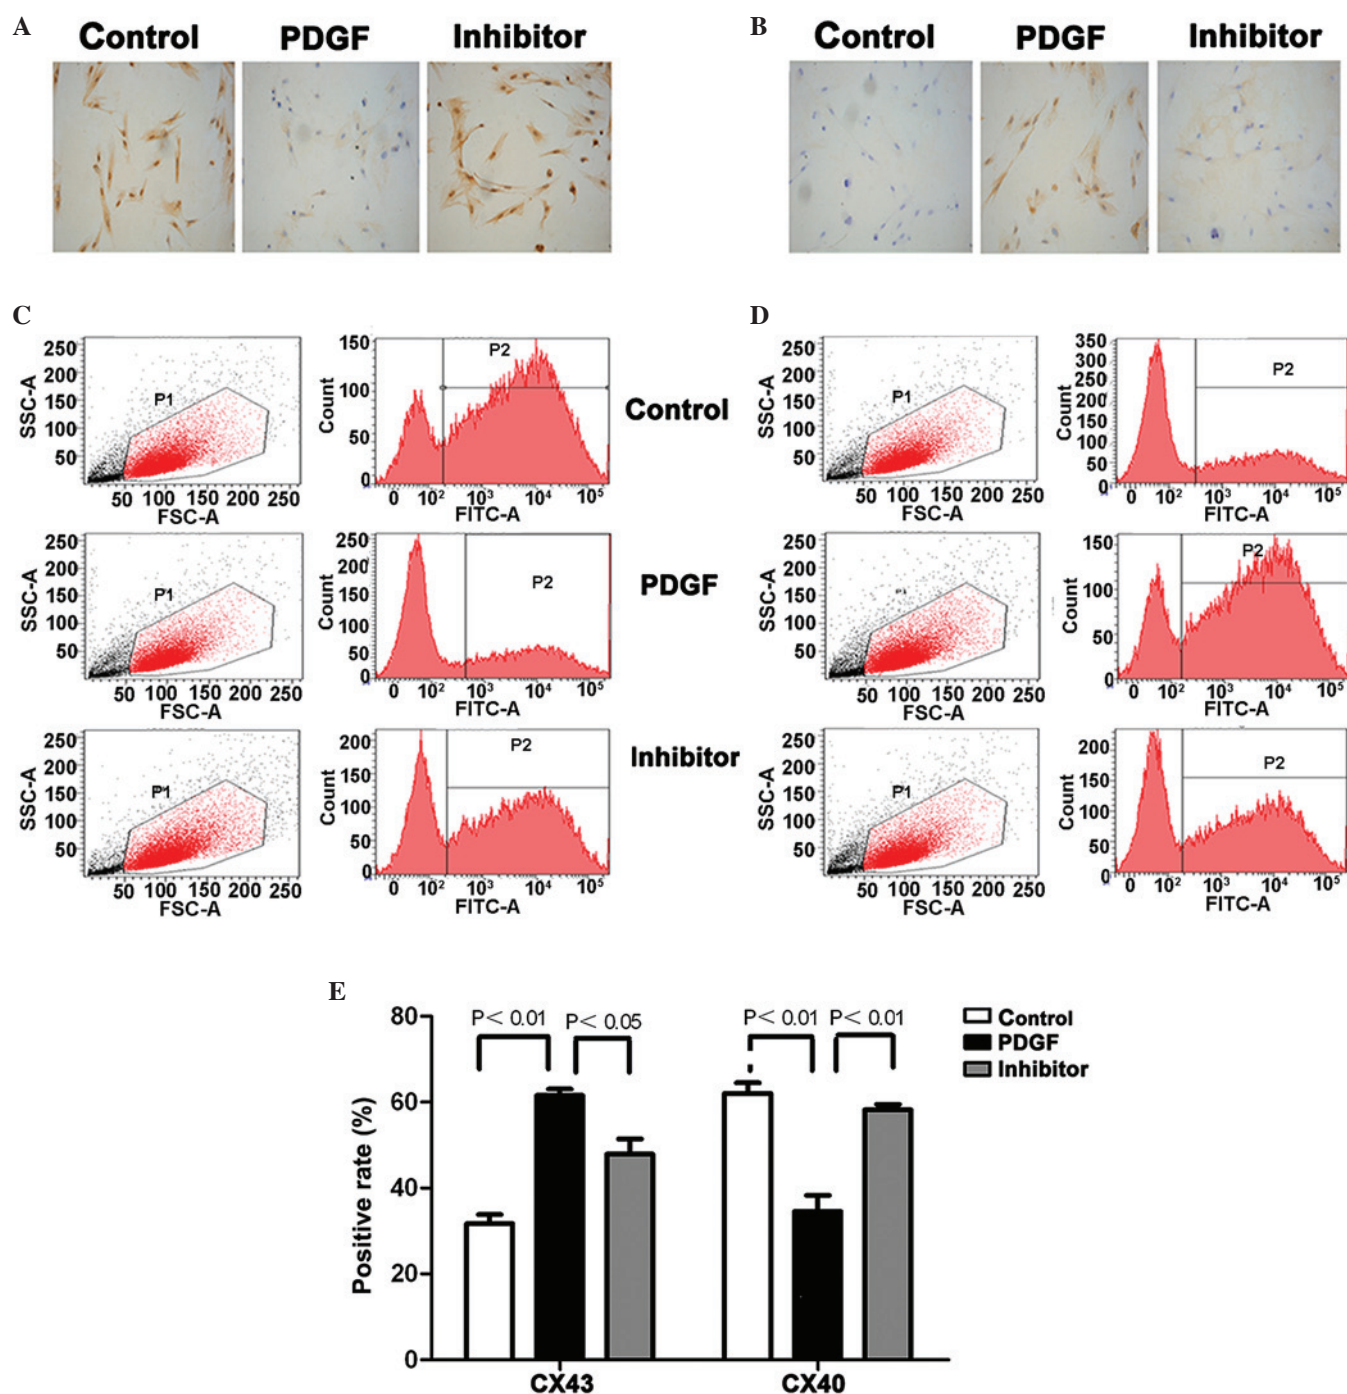 A
Control PDGF Inhibitor
B
Control PDGF Inhibitor
C
250
200
150
100
50
SSC-A
P1
50 100 150 200 250
FSC-A
150
100
50
0
Count
P2
0 10² 10³ 10⁴ 10⁵
FITC-A
Control
D
250
200
150
100
50
SSC-A
P1
50 100 150 200 250
FSC-A
350
300
250
200
150
100
50
0
Count
P2
0 10² 10³ 10⁴ 10⁵
FITC-A
250
200
150
100
50
SSC-A
P1
50 100 150 200 250
FSC-A
250
200
150
100
50
0
Count
P2
0 10² 10³ 10⁴ 10⁵
FITC-A
PDGF
250
200
150
100
50
SSC-A
P1
50 100 150 200 250
FSC-A
150
100
50
0
Count
P2
0 10² 10³ 10⁴ 10⁵
FITC-A
250
200
150
100
50
SSC-A
P1
50 100 150 200 250
FSC-A
200
150
100
50
0
Count
P2
0 10² 10³ 10⁴ 10⁵
FITC-A
Inhibitor
250
200
150
100
50
SSC-A
P1
50 100 150 200 250
FSC-A
200
150
100
50
0
Count
P2
0 10² 10³ 10⁴ 10⁵
FITC-A
E
80
60
40
20
0
Positive rate (%)
P< 0.01 P< 0.05 P< 0.01 P< 0.01
Control
PDGF
Inhibitor
CX43 CX40